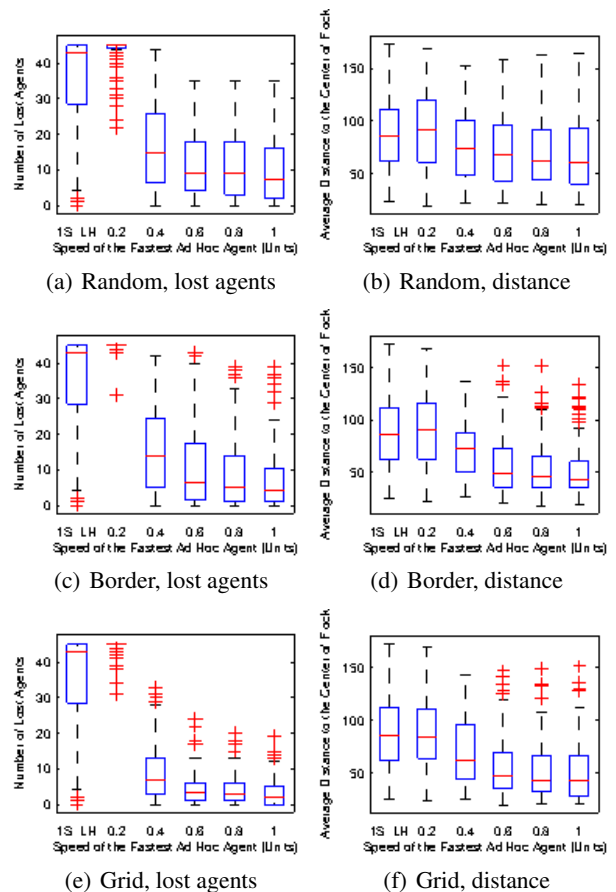 Number of Lost Agents
40
30
20
10
0
1S LH 0.2 0.4 0.6 0.8 1
Speed of the Fastest Ad Hoc Agent (Units)
(a) Random, lost agents
Average Distance to the Center of Flock
150
100
50
1S LH 0.2 0.4 0.6 0.8 1
Speed of the Fastest Ad Hoc Agent (Units)
(b) Random, distance
Number of Lost Agents
40
30
20
10
0
1S LH 0.2 0.4 0.6 0.8 1
Speed of the Fastest Ad Hoc Agent (Units)
(c) Border, lost agents
Average Distance to the Center of Flock
150
100
50
1S LH 0.2 0.4 0.6 0.8 1
Speed of the Fastest Ad Hoc Agent (Units)
(d) Border, distance
Number of Lost Agents
40
30
20
10
0
1S LH 0.2 0.4 0.6 0.8 1
Speed of the Fastest Ad Hoc Agent (Units)
(e) Grid, lost agents
Average Distance to the Center of Flock
150
100
50
1S LH 0.2 0.4 0.6 0.8 1
Speed of the Fastest Ad Hoc Agent (Units)
(f) Grid, distance